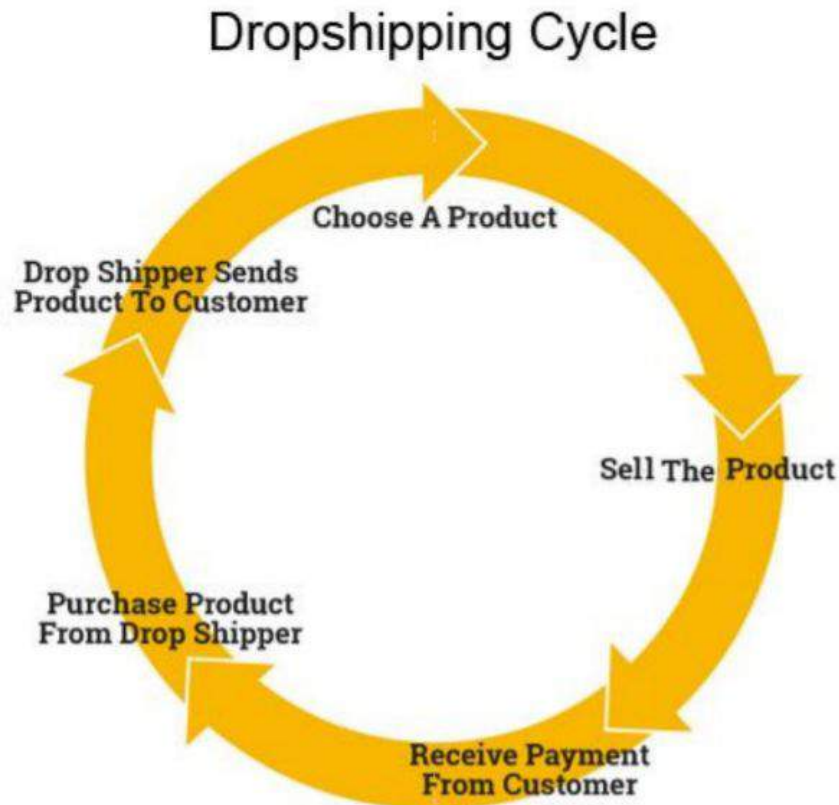 Dropshipping Cycle
Choose A Product
Sell The Product
Receive Payment
From Customer
Purchase Product
From Drop Shipper
Drop Shipper Sends
Product To Customer